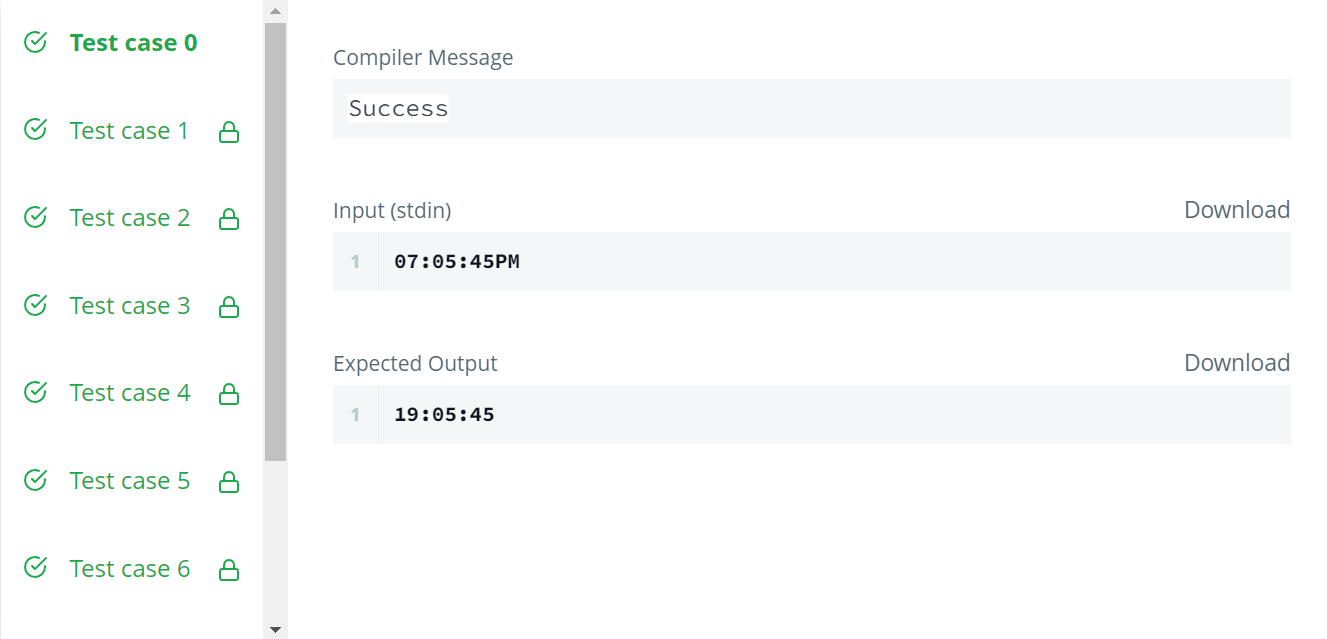 Test case 0
Test case 1
Test case 2
Test case 3
Test case 4
Test case 5
Test case 6
Compiler Message
Success
Input (stdin)
Download
1 07:05:45PM
Expected Output
Download
1 19:05:45